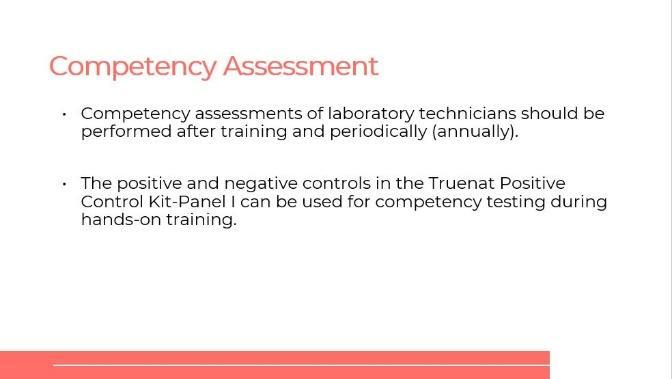 Competency Assessment
• Competency assessments of laboratory technicians should be
performed after training and periodically (annually).
• The positive and negative controls in the Truenat Positive
Control Kit-Panel I can be used for competency testing during
hands-on training.